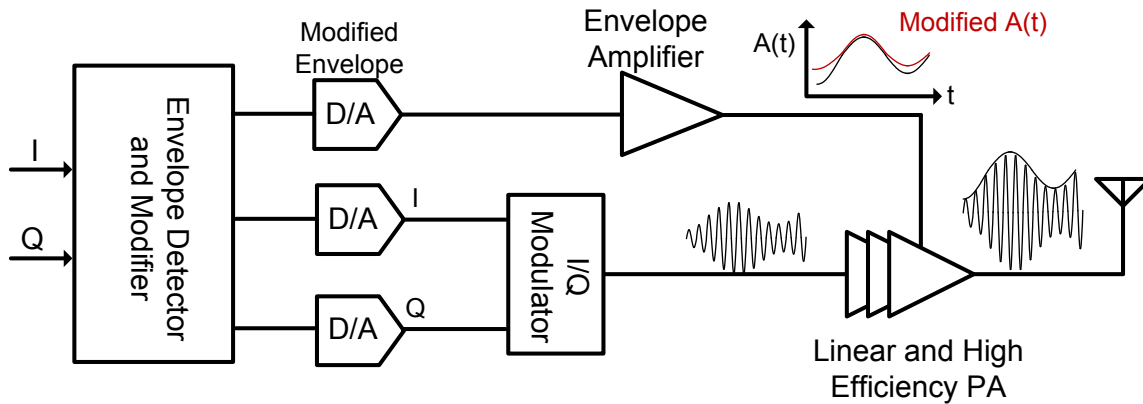 Modified
Envelope
Envelope
Amplifier
A(t)
Modified A(t)
t
I
Q
Envelope Detector
and Modifier
D/A
D/A
I
D/A
Q
I/Q
Modulator
Linear and High
Efficiency PA